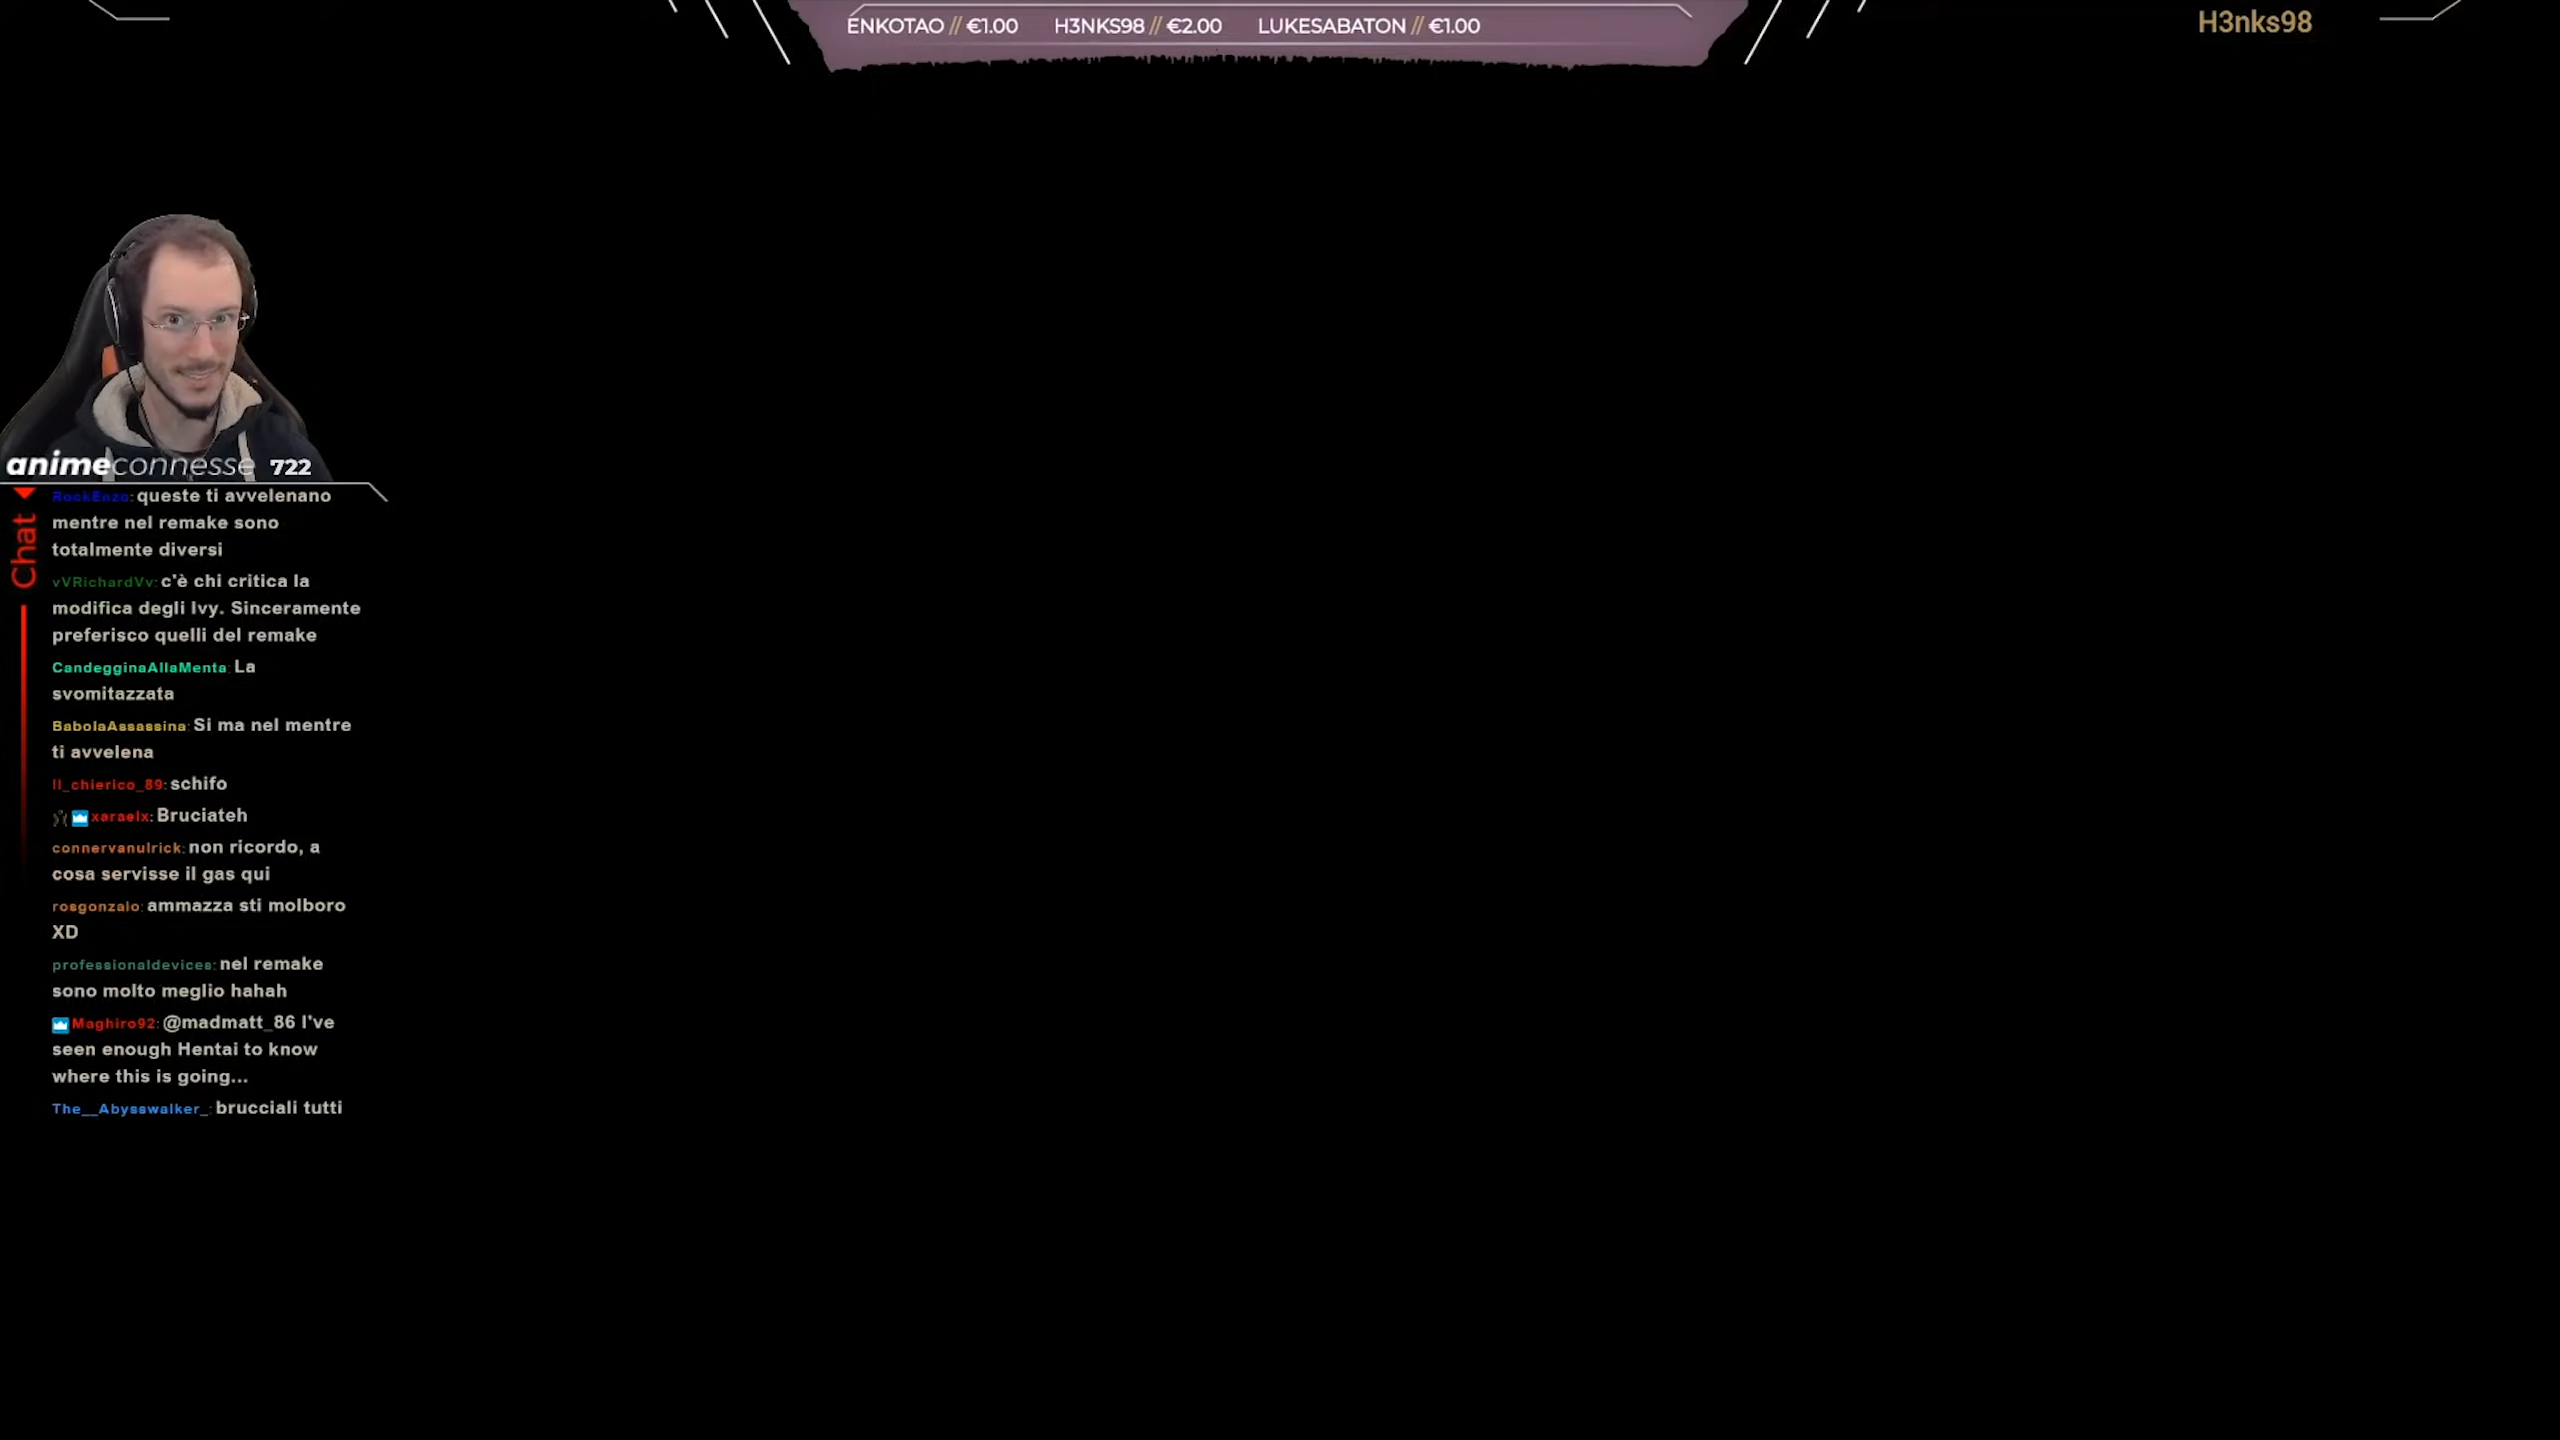 ENKOTAO // €1.00 H3NKS98 // €2.00 LUKESABATON // €1.00
H3nks98
animeconnesse 722
Chat
RockEnzo: queste ti avvelenano
mentre nel remake sono
totalmente diversi
vVRichardVv: c'è chi critica la
modifica degli Ivy. Sinceramente
preferisco quelli del remake
CandegginaAllaMenta: La
svomitazzata
BabolaAssassina: Si ma nel mentre
ti avvelena
Il_chierico_89: schifo
xaraelx: Bruciateh
connervanulrick: non ricordo, a
cosa servisse il gas qui
rosgonzalo: ammazza sti molboro
XD
professionaldevices: nel remake
sono molto meglio hahah
Maghiro92: @madmatt_86 I've
seen enough Hentai to know
where this is going...
The__Abysswalker_: brucciali tutti